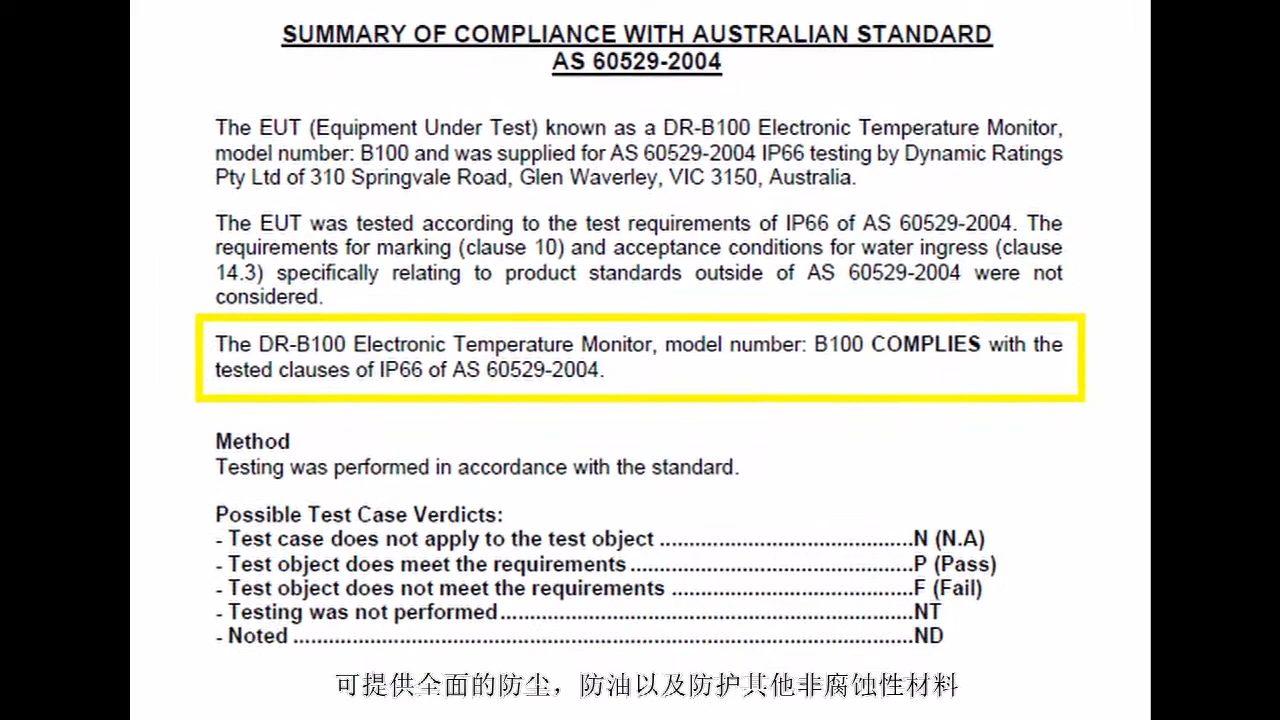 SUMMARY OF COMPLIANCE WITH AUSTRALIAN STANDARD
AS 60529-2004
The EUT (Equipment Under Test) known as a DR-B100 Electronic Temperature Monitor,
model number: B100 and was supplied for AS 60529-2004 IP66 testing by Dynamic Ratings
Pty Ltd of 310 Springvale Road, Glen Waverley, VIC 3150, Australia.
The EUT was tested according to the test requirements of IP66 of AS 60529-2004. The
requirements for marking (clause 10) and acceptance conditions for water ingress (clause
14.3) specifically relating to product standards outside of AS 60529-2004 were not
considered.
The DR-B100 Electronic Temperature Monitor, model number: B100 COMPLIES with the
tested clauses of IP66 of AS 60529-2004.
Method
Testing was performed in accordance with the standard.
Possible Test Case Verdicts:
- Test case does not apply to the test object ..........................................N (N.A)
- Test object does meet the requirements ...............................................P (Pass)
- Test object does not meet the requirements ........................................F (Fail)
- Testing was not performed.....................................................................NT
- Noted .......................................................................................................ND
可提供全面的防尘，防油以及防护其他非腐蚀性材料